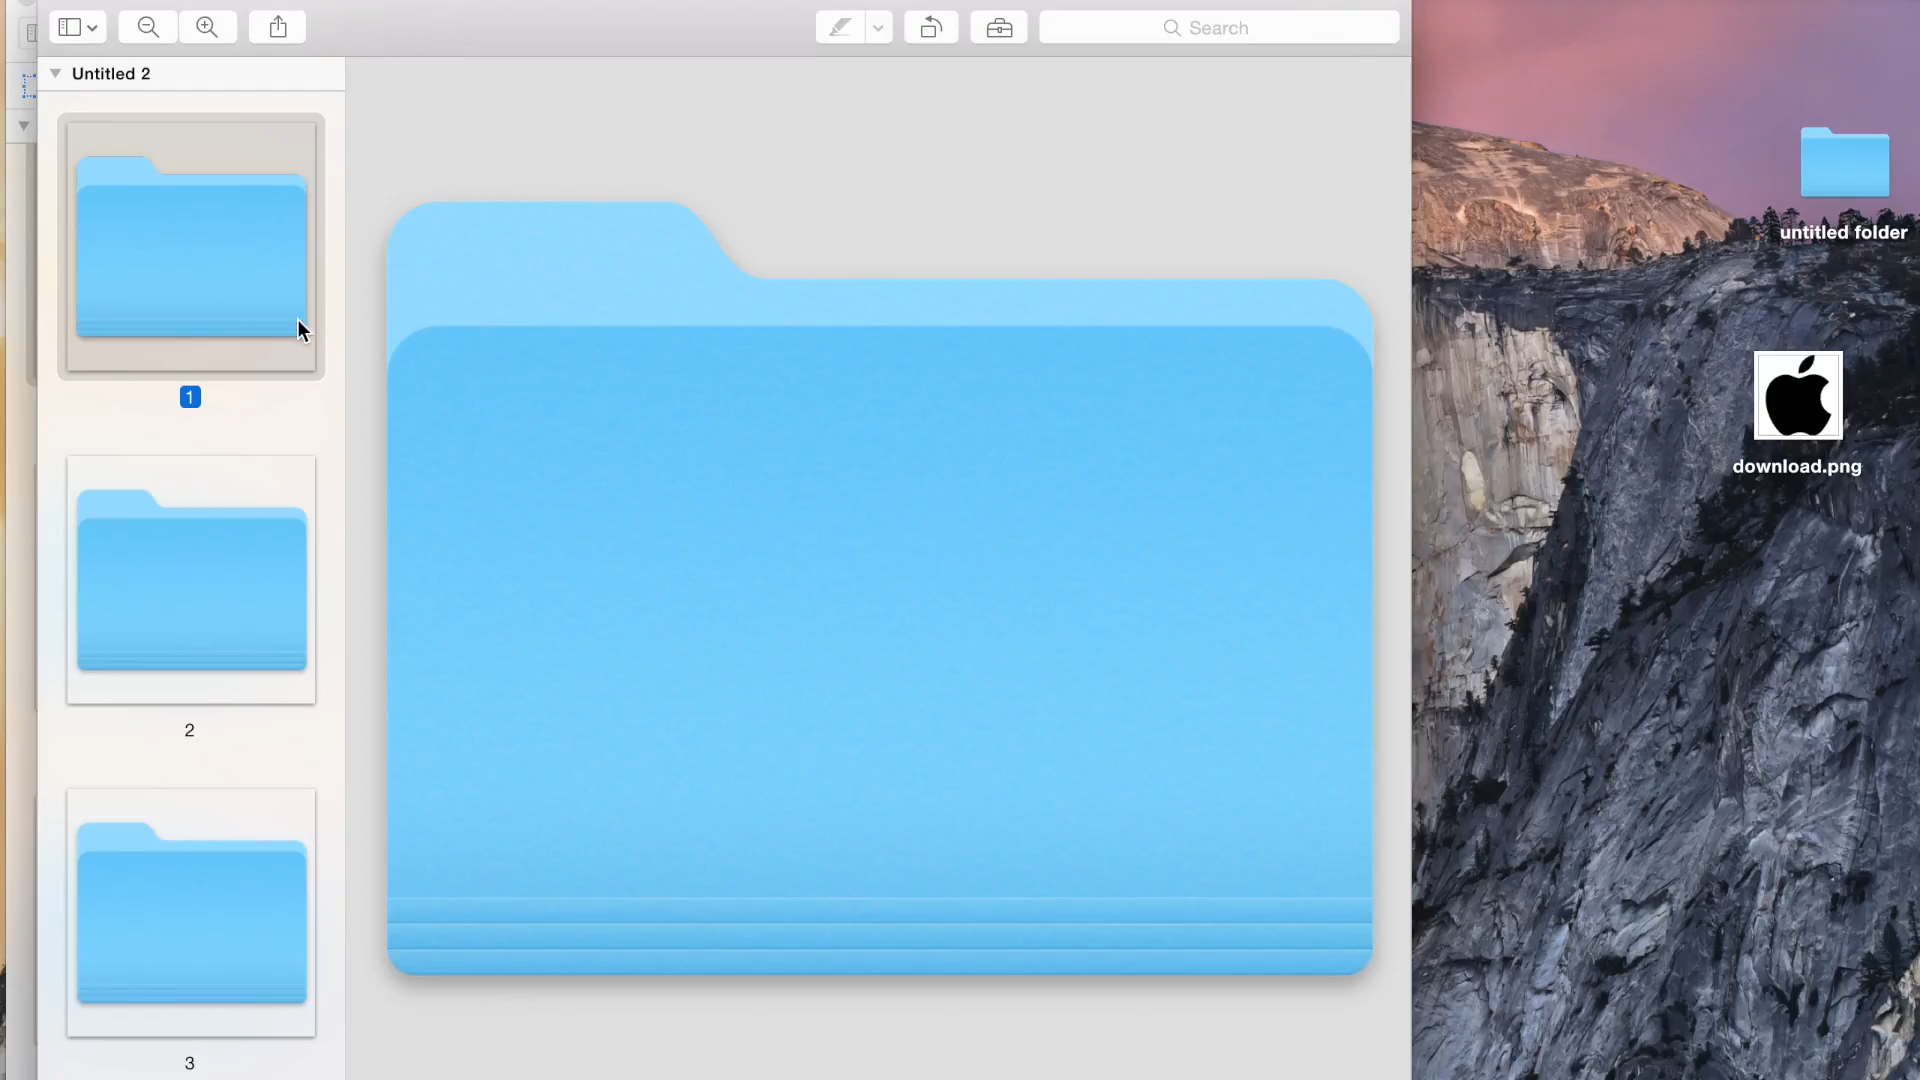 Search
Untitled 2
1
2
3
untitled folder
download.png